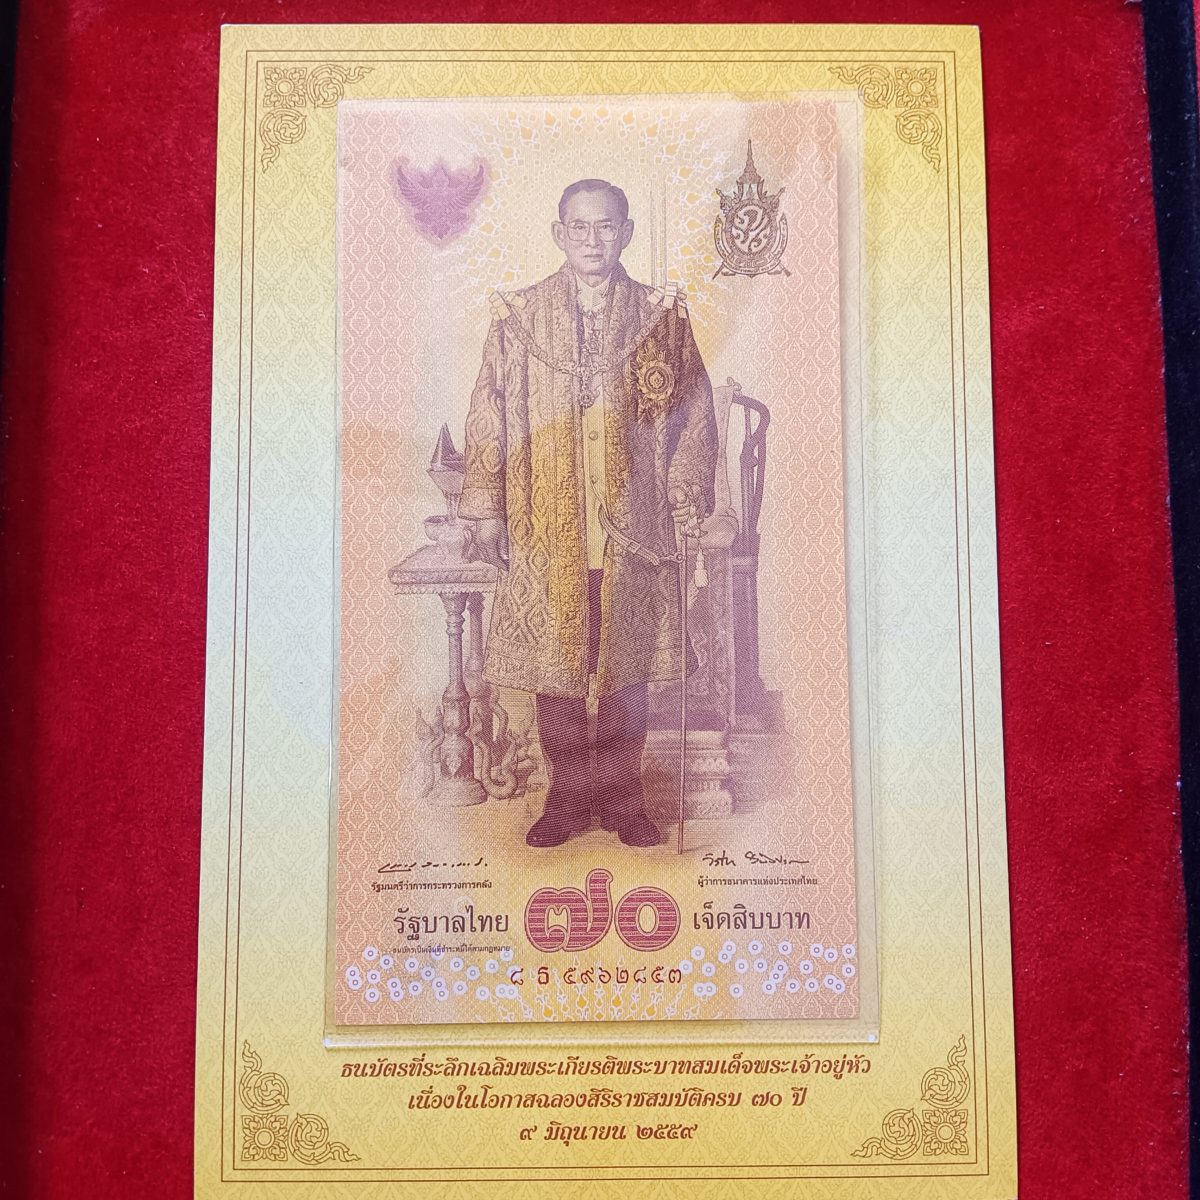 รัฐมนตรีว่าการกระทรวงการคลัง
ผู้ว่าการธนาคารแห่งประเทศไทย
รัฐบาลไทย ๗๐ เจ็ดสิบบาท
ธนบัตรเป็นเงินที่ชำระหนี้ได้ตามกฎหมาย
๘ ธ ๕๙๖๒๘๕๓
ธนบัตรที่ระลึกเฉลิมพระเกียรติพระบาทสมเด็จพระเจ้าอยู่หัว
เนื่องในโอกาสฉลองสิริราชสมบัติครบ ๗๐ ปี
๙ มิถุนายน ๒๕๕๙